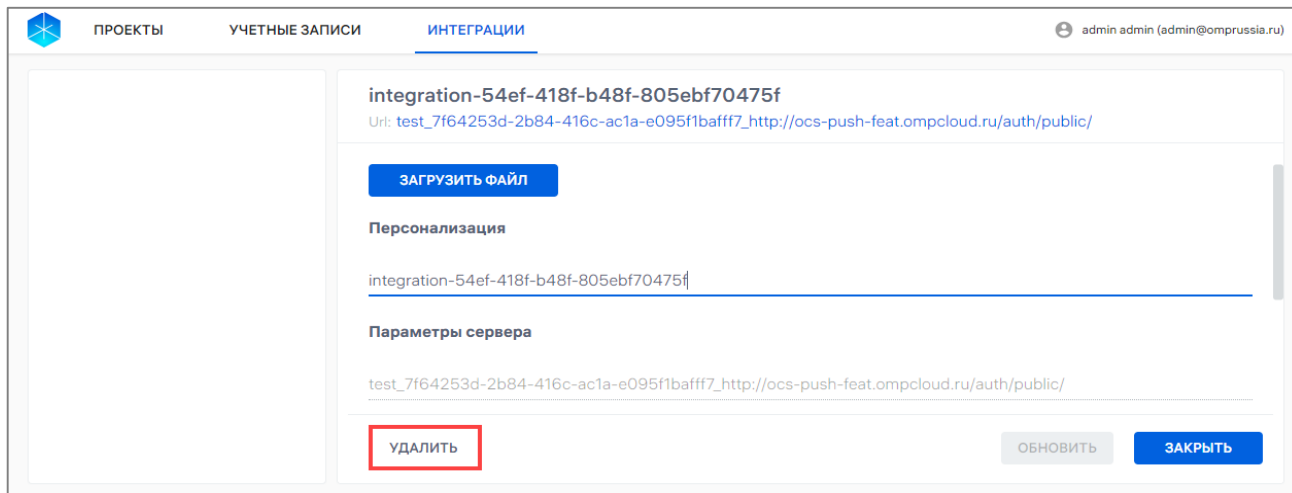 ПРОЕКТЫ УЧЕТНЫЕ ЗАПИСИ ИНТЕГРАЦИИ admin admin (admin@omprussia.ru)
integration-54ef-418f-b48f-805ebf70475f
Url: test_7f64253d-2b84-416c-ac1a-e095f1bafff7_http://ocs-push-feat.ompcloud.ru/auth/public/
ЗАГРУЗИТЬ ФАЙЛ
Персонализация
integration-54ef-418f-b48f-805ebf70475f
Параметры сервера
test_7f64253d-2b84-416c-ac1a-e095f1bafff7_http://ocs-push-feat.ompcloud.ru/auth/public/
УДАЛИТЬ ОБНОВИТЬ ЗАКРЫТЬ